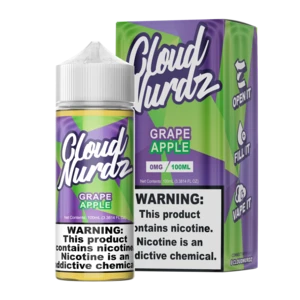 Cloud
Nurdz
GRAPE
APPLE
WARNING:
This product
contains nicotine.
Nicotine is an
addictive chemical.
Cloud
Nurdz
GRAPE
APPLE
0MG / 100ML
WARNING:
This Product
contains nicotine.
Nicotine is an
addictive chemical.
OPEN IT
FILL IT
VAPE IT